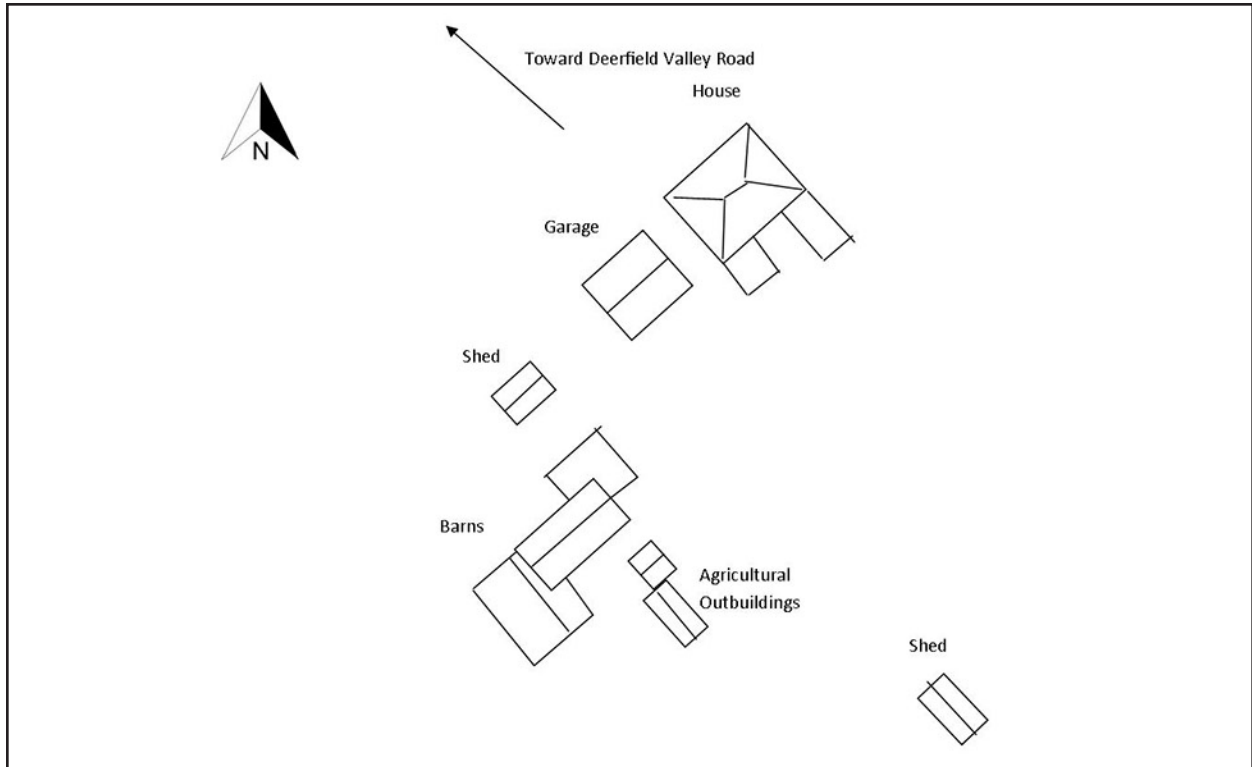 Toward Deerfield Valley Road
House
N
Garage
Shed
Barns
Agricultural
Outbuildings
Shed